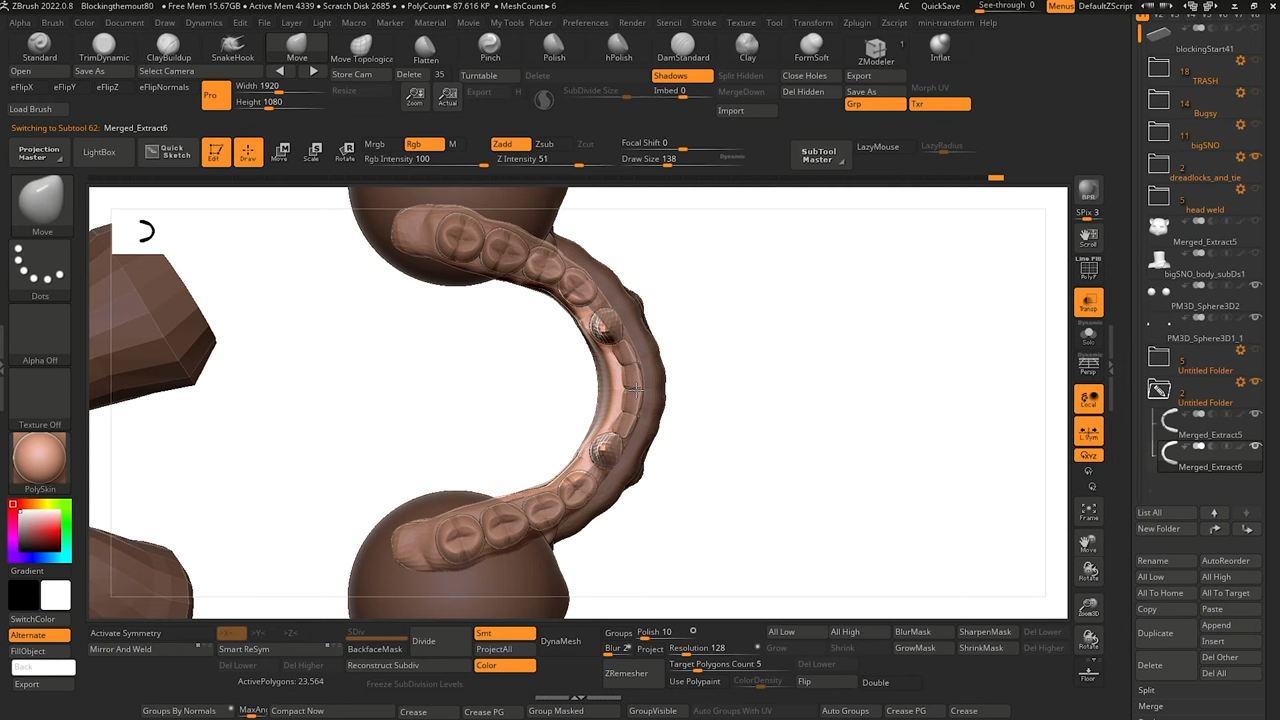 ZBrush 2022.0.8 Blockingthemout80 • Free Mem 15.67GB • Active Mem 4339 • Scratch Disk 2685 • PolyCount> 87.616 KP • MeshCount> 6 AC QuickSave See-through 0 Menus DefaultZScript
Alpha Brush Color Document Draw Dynamics Edit File Layer Light Macro Marker Material Movie My Tools Picker Preferences Render Stencil Stroke Texture Tool Transform Zplugin Zscript mini-transform Help
Standard TrimDynamic ClayBuildup SnakeHook Move Move Topologica Flatten Pinch Polish hPolish DamStandard Clay FormSoft ZModeler 1 Inflat
Open Save As Select Camera Store Cam Delete 35 Turntable Delete Shadows Split Hidden Close Holes Export Morph UV
eFlipX eFlipY eFlipZ eFlipNormals Pro Width 1920 Height 1080 Resize Zoom Actual Export H SubDivide Size Imbed 0 MergeDown Del Hidden Save As
Load Brush Import Grp Txr
Switching to Subtool 62: Merged_Extract6
Projection Master LightBox Quick Sketch Edit Draw Move Scale Rotate Mrgb Rgb M Zadd Zsub Zcut Focal Shift 0 SubTool Master LazyMouse LazyRadius
Rgb Intensity 100 Z Intensity 51 Draw Size 138 Dynamic
Move
Dots
Alpha Off
Texture Off
PolySkin
Gradient
SwitchColor
Alternate
FillObject
Back
Export
BPR
SPix 3
Scroll
Line Fill
PolyF
Transp
Dynamic
Solo
Dynamic
Persp
Local
L.Sym
XYZ
Frame
Move
Rotate
Zoom3D
Rotate
Floor
blockingStart41
18
TRASH
14
Bugsy
11
bigSNO
2
dreadlocks_and_tie
5
head weld
Merged_Extract5
bigSNO_body_subDs1
PM3D_Sphere3D2
PM3D_Sphere3D1_1
5
Untitled Folder
2
Untitled Folder
Merged_Extract5
Merged_Extract6
List All
New Folder
Rename AutoReorder
All Low All High
All To Home All To Target
Copy Paste
Duplicate Append
Insert
Delete Del Other
Del All
Split
Merge
Activate Symmetry >X< >Y< >Z< SDiv Divide Smt DynaMesh Groups Polish 10 All Low All High BlurMask SharpenMask Del Lower
Mirror And Weld Smart ReSym BackfaceMask ProjectAll Blur 2 Project Resolution 128 Grow Shrink GrowMask ShrinkMask Del Higher
Del Lower Del Higher Reconstruct Subdiv Color ZRemesher Target Polygons Count 5 Del Lower
ActivePolygons: 23,564 Freeze SubDivision Levels Use Polypaint ColorDensity Flip Double
Groups By Normals MaxAn Compact Now Crease Crease PG Group Masked GroupVisible Auto Groups With UV Auto Groups Crease PG Crease